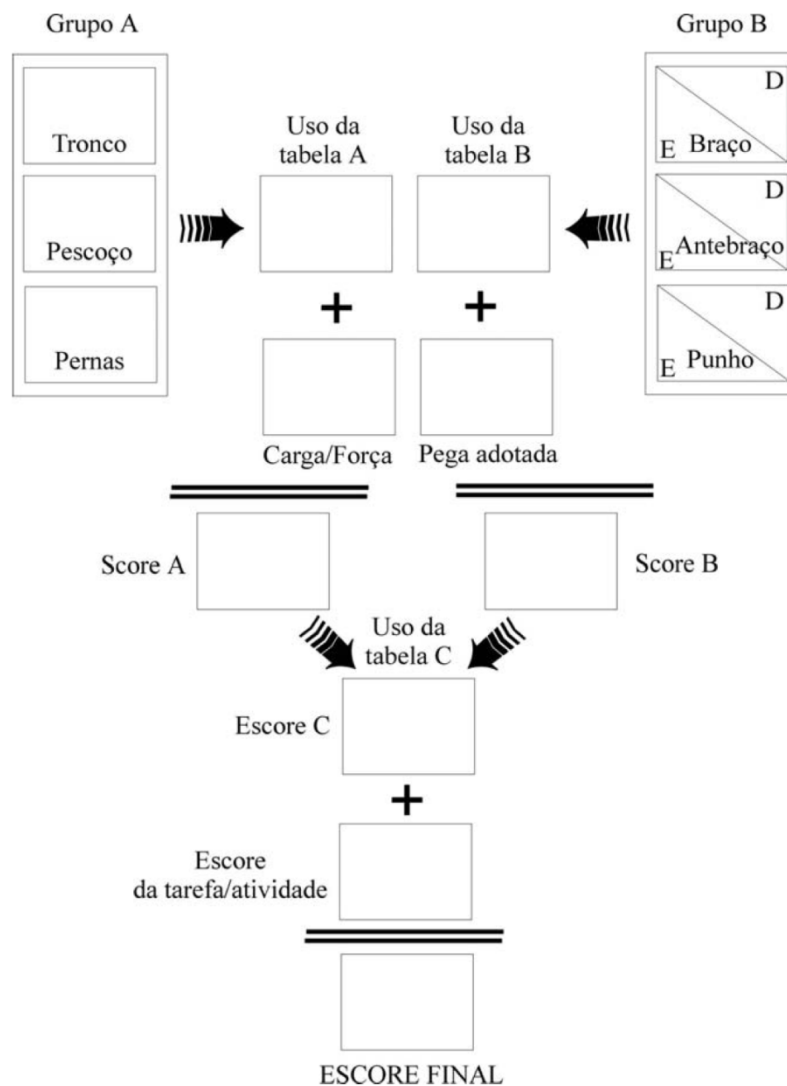 Grupo A
Grupo B
Tronco
Pescoço
Pernas
Uso da
tabela A
Uso da
tabela B
D
E Braço
D
E Antebraço
D
E Punho
+
+
Carga/Força
Pega adotada
Score A
Score B
Uso da
tabela C
Escore C
+
Escore
da tarefa/atividade
ESCORE FINAL